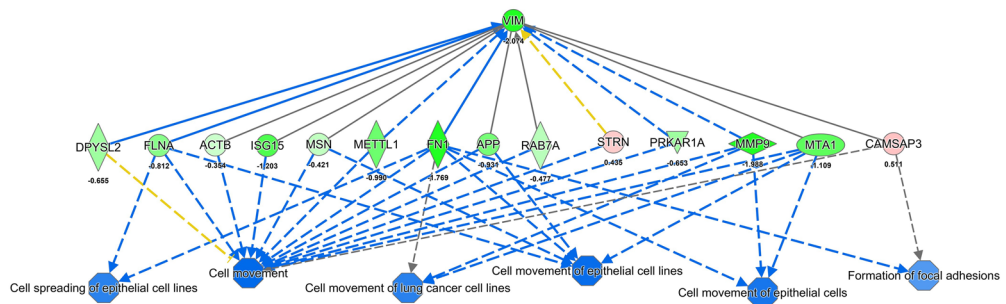 VIM
-2.074
DPYSL2
-0.655
FLNA
-0.812
ACTB
-0.354
ISG15
-1.203
MSN
-0.421
METTL1
-0.990
FN1
-1.769
APP
-0.931
RAB7A
-0.477
STRN
0.435
PRKAR1A
-0.653
MMP9
-1.988
MTA1
-1.109
CAMSAP3
Cell spreading of epithelial cell lines
Cell movement
Cell movement of lung cancer cell lines
Cell movement of epithelial cell lines
Cell movement of epithelial cells
Formation of focal adhesions